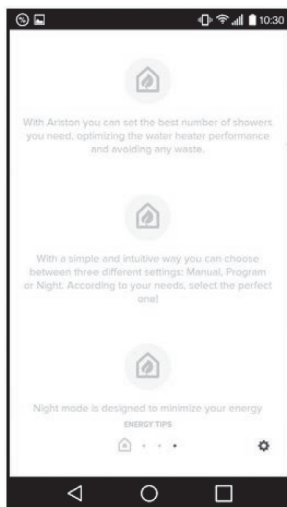 10:30
With Ariston you can set the best number of showers
you need, optimizing the water heater performance
and avoiding any waste.
With a simple and intuitive way you can choose
between three different settings: Manual, Program
or Night. According to your needs, select the perfect
one!
Night mode is designed to minimize your energy
ENERGY TIPS